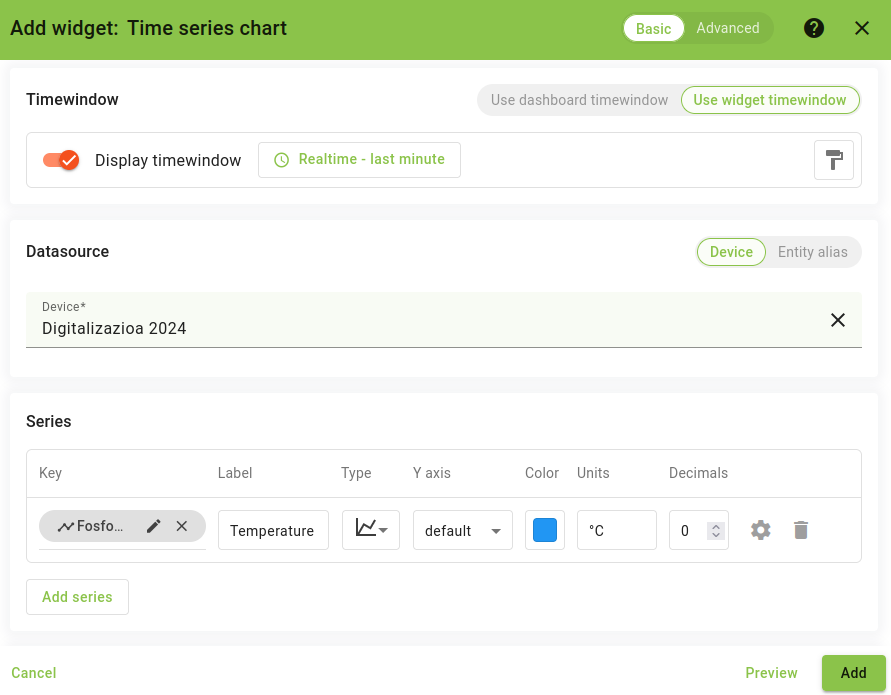 Add widget: Time series chart
Basic
Advanced
Timewindow
Use dashboard timewindow
Use widget timewindow
Display timewindow
Realtime - last minute
Datasource
Device
Entity alias
Device*
Digitalizazioa 2024
Series
Key
Label
Type
Y axis
Color
Units
Decimals
Fosfo...
Temperature
default
°C
0
Add series
Cancel
Preview
Add